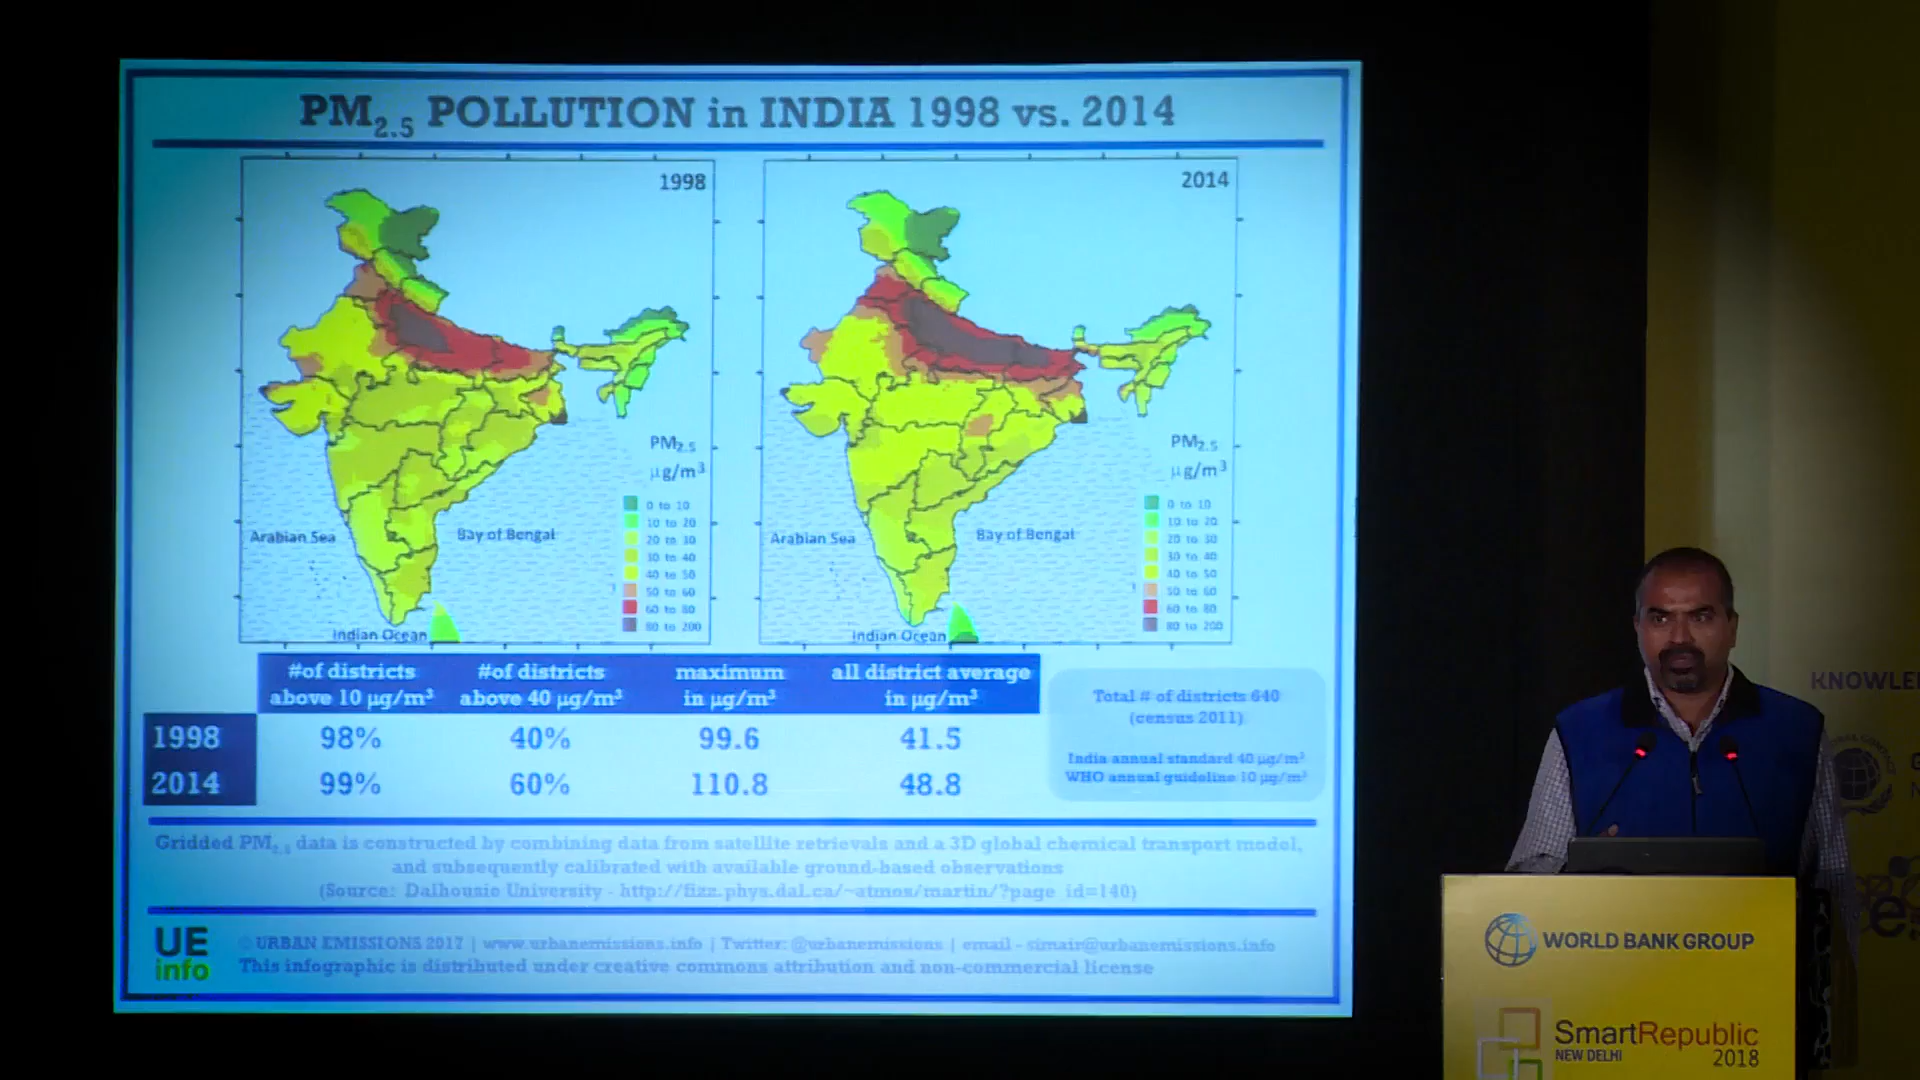 PM2.5 POLLUTION in INDIA 1998 vs. 2014
1998
PM2.5
µg/m³
0 to 10
10 to 20
20 to 30
30 to 40
40 to 50
50 to 60
60 to 80
80 to 200
Arabian Sea
Bay of Bengal
Indian Ocean
2014
PM2.5
µg/m³
0 to 10
10 to 20
20 to 30
30 to 40
40 to 50
50 to 60
60 to 80
80 to 200
Arabian Sea
Bay of Bengal
Indian Ocean
#of districts above 10 µg/m³
#of districts above 40 µg/m³
maximum in µg/m³
all district average in µg/m³
1998 98% 40% 99.6 41.5
2014 99% 60% 110.8 48.8
Total # of districts 640
(census 2011)
India annual standard 40 µg/m³
WHO annual guideline 10 µg/m³
Gridded PM2.5 data is constructed by combining data from satellite retrievals and a 3D global chemical transport model,
and subsequently calibrated with available ground-based observations
(Source: Dalhousie University - http://fizz.phys.dal.ca/~atmos/martin/?page_id=140)
UE
info
© URBAN EMISSIONS 2017 | www.urbanemissions.info | Twitter: @urbanemissions | email - simair@urbanemissions.info
This infographic is distributed under creative commons attribution and non-commercial license
KNOWLE
WORLD BANK GROUP
SmartRepublic
NEW DELHI 2018